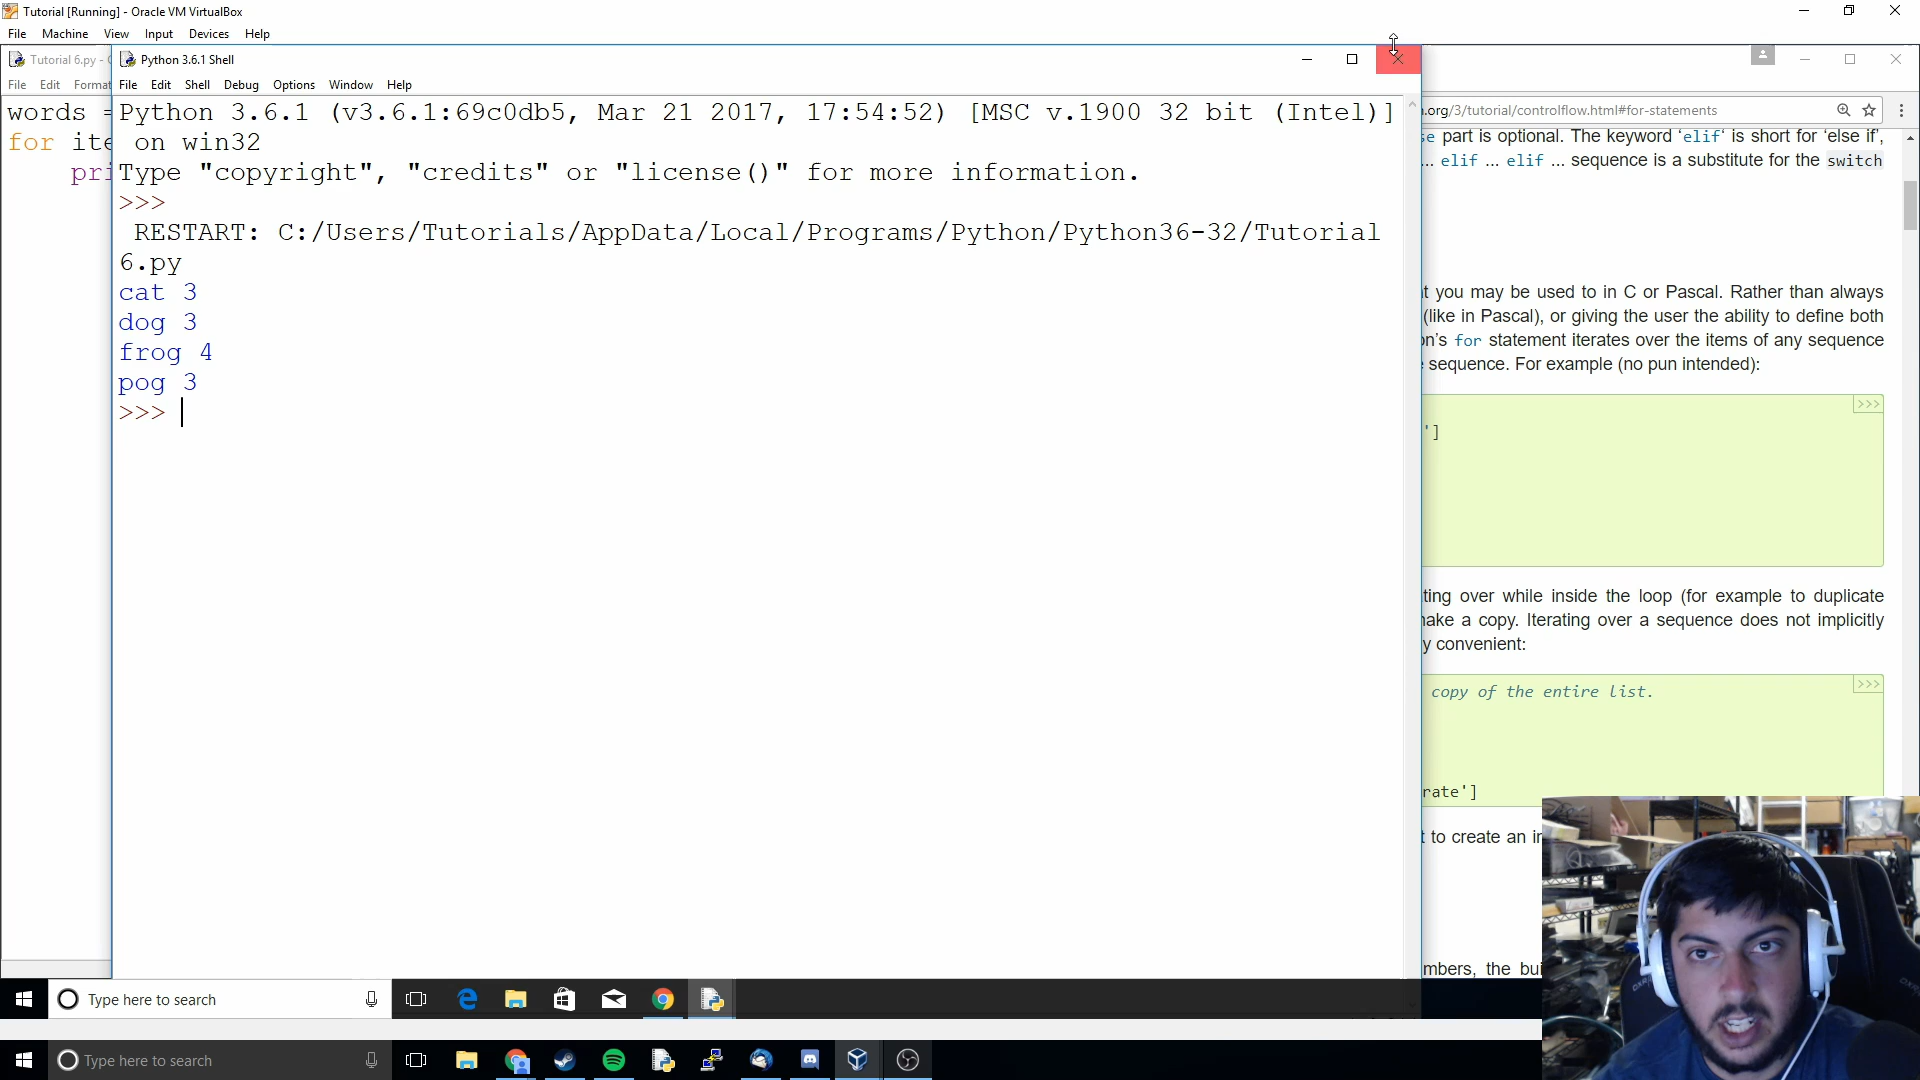 Tutorial [Running] - Oracle VM VirtualBox
File Machine View Input Devices Help
Tutorial 6.py -
File Edit Format
words =
for ite
pri
Python 3.6.1 Shell
File Edit Shell Debug Options Window Help
Python 3.6.1 (v3.6.1:69c0db5, Mar 21 2017, 17:54:52) [MSC v.1900 32 bit (Intel)]
on win32
Type "copyright", "credits" or "license()" for more information.
>>>
RESTART: C:/Users/Tutorials/AppData/Local/Programs/Python/Python36-32/Tutorial
6.py
cat 3
dog 3
frog 4
pog 3
>>>
.org/3/tutorial/controlflow.html#for-statements
se part is optional. The keyword 'elif' is short for 'else if',
... elif ... elif ... sequence is a substitute for the switch
t you may be used to in C or Pascal. Rather than always
(like in Pascal), or giving the user the ability to define both
on's for statement iterates over the items of any sequence
sequence. For example (no pun intended):
>>>
']
ting over while inside the loop (for example to duplicate
make a copy. Iterating over a sequence does not implicitly
y convenient:
>>>
copy of the entire list.
rate']
t to create an in
mbers, the bui
Type here to search
Type here to search